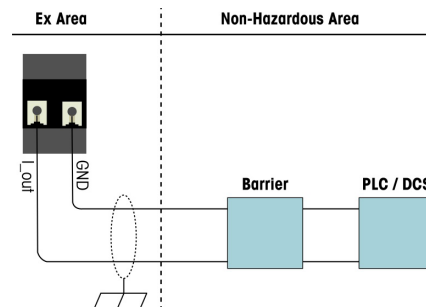 Ex Area
Non-Hazardous Area
I_out
GND
Barrier
PLC / DCS